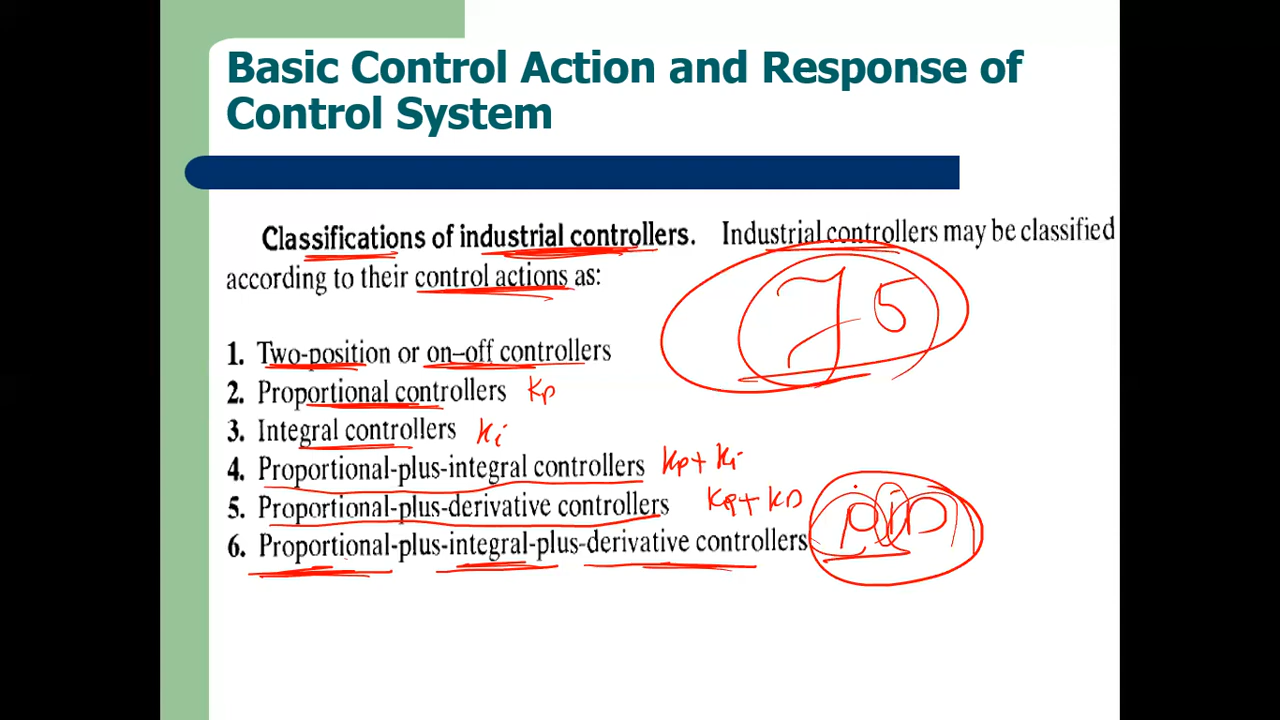 Basic Control Action and Response of
Control System
Classifications of industrial controllers. Industrial controllers may be classified
according to their control actions as:
1. Two-position or on–off controllers
2. Proportional controllers Kp
3. Integral controllers Ki
4. Proportional-plus-integral controllers Kp + Ki
5. Proportional-plus-derivative controllers Kp + KD
6. Proportional-plus-integral-plus-derivative controllers PiD